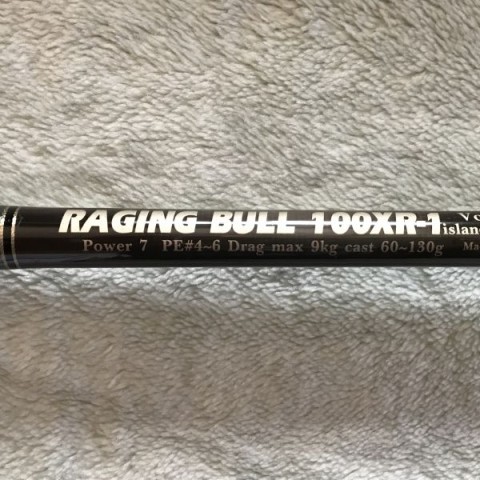 RAGING BULL 100XR-1
Power 7 PE#4~6 Drag max 9kg cast 60~130g